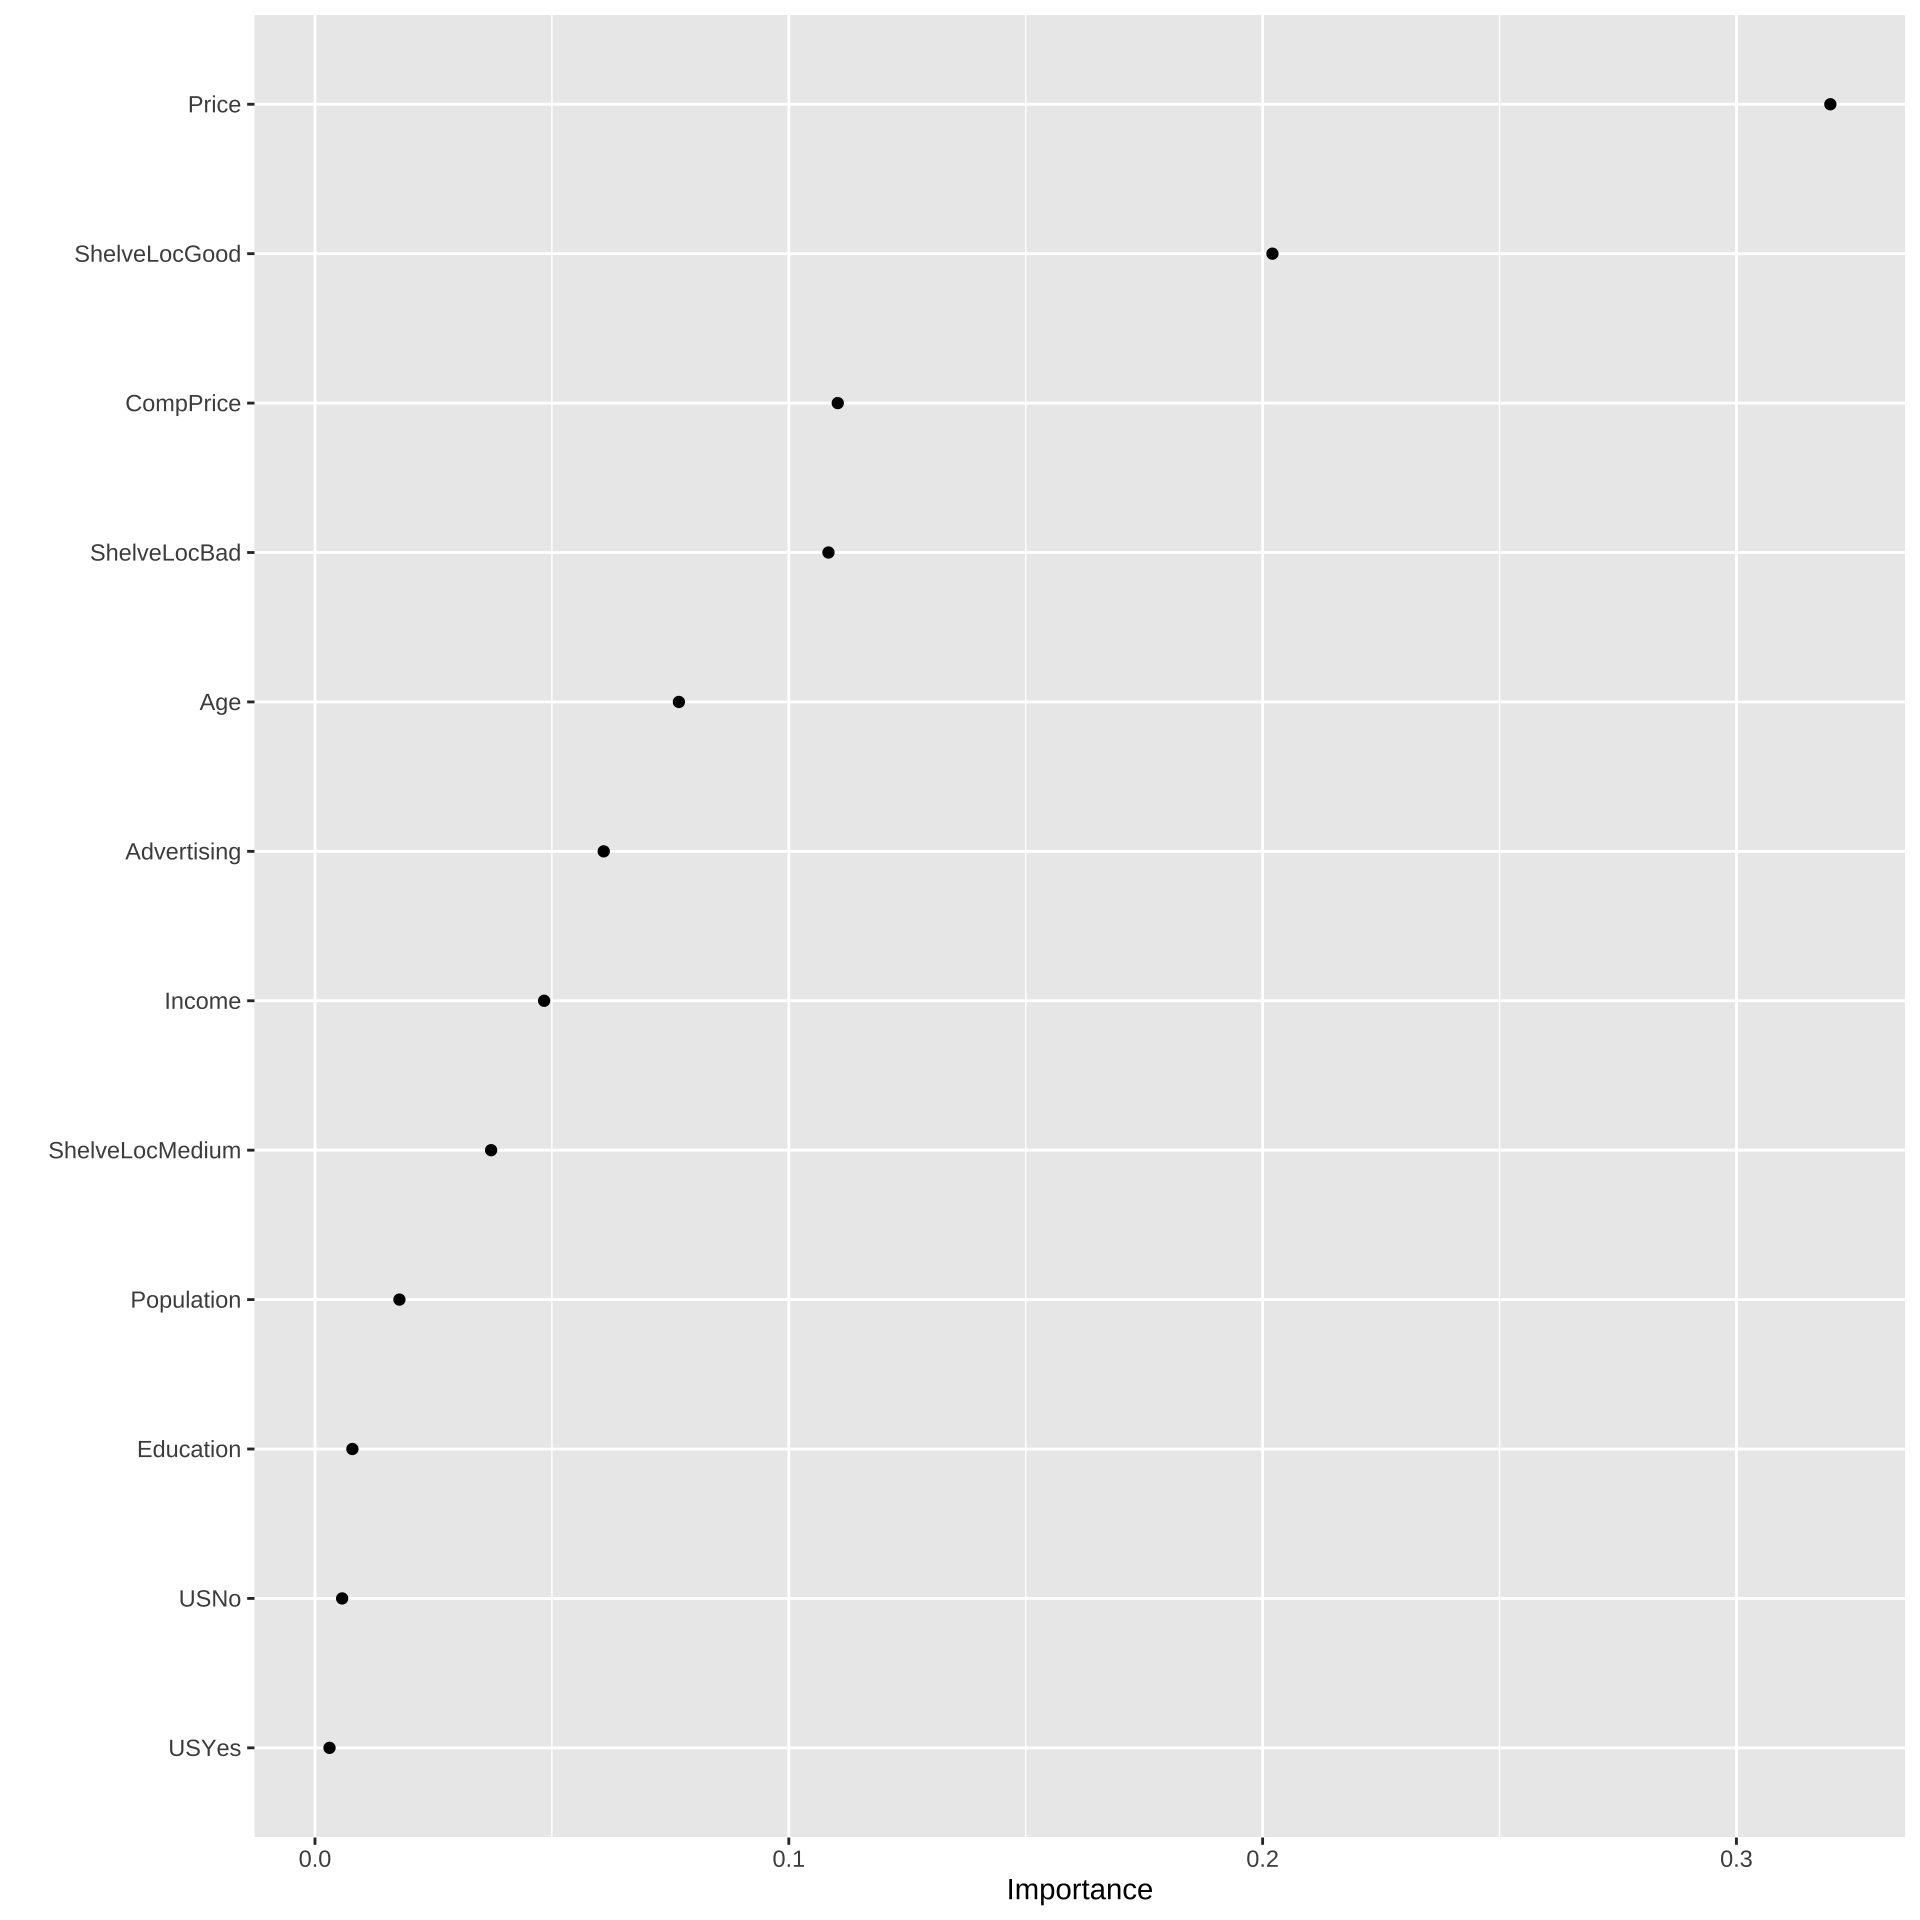 Price
ShelveLocGood
CompPrice
ShelveLocBad
Age
Advertising
Income
ShelveLocMedium
Population
Education
USNo
USYes
0.0 0.1 0.2 0.3
Importance